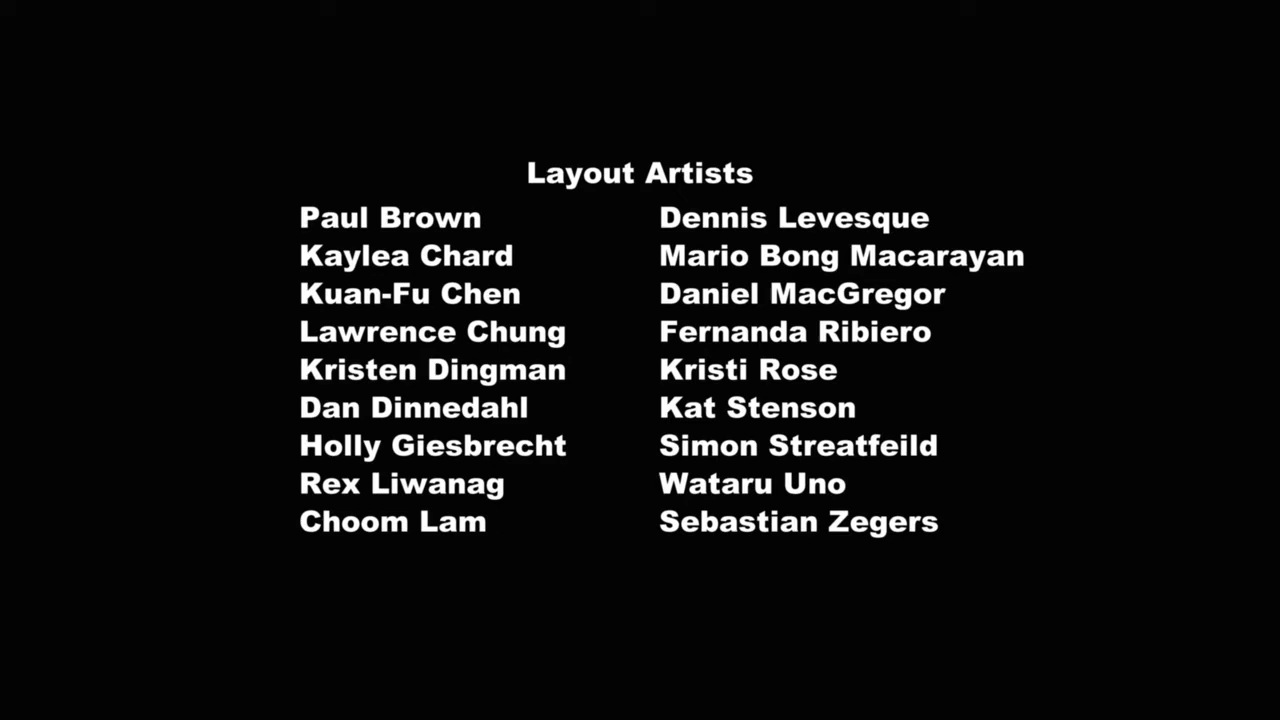 Layout Artists
Paul Brown
Kaylea Chard
Kuan-Fu Chen
Lawrence Chung
Kristen Dingman
Dan Dinnedahl
Holly Giesbrecht
Rex Liwanag
Choom Lam
Dennis Levesque
Mario Bong Macarayan
Daniel MacGregor
Fernanda Ribiero
Kristi Rose
Kat Stenson
Simon Streatfeild
Wataru Uno
Sebastian Zegers